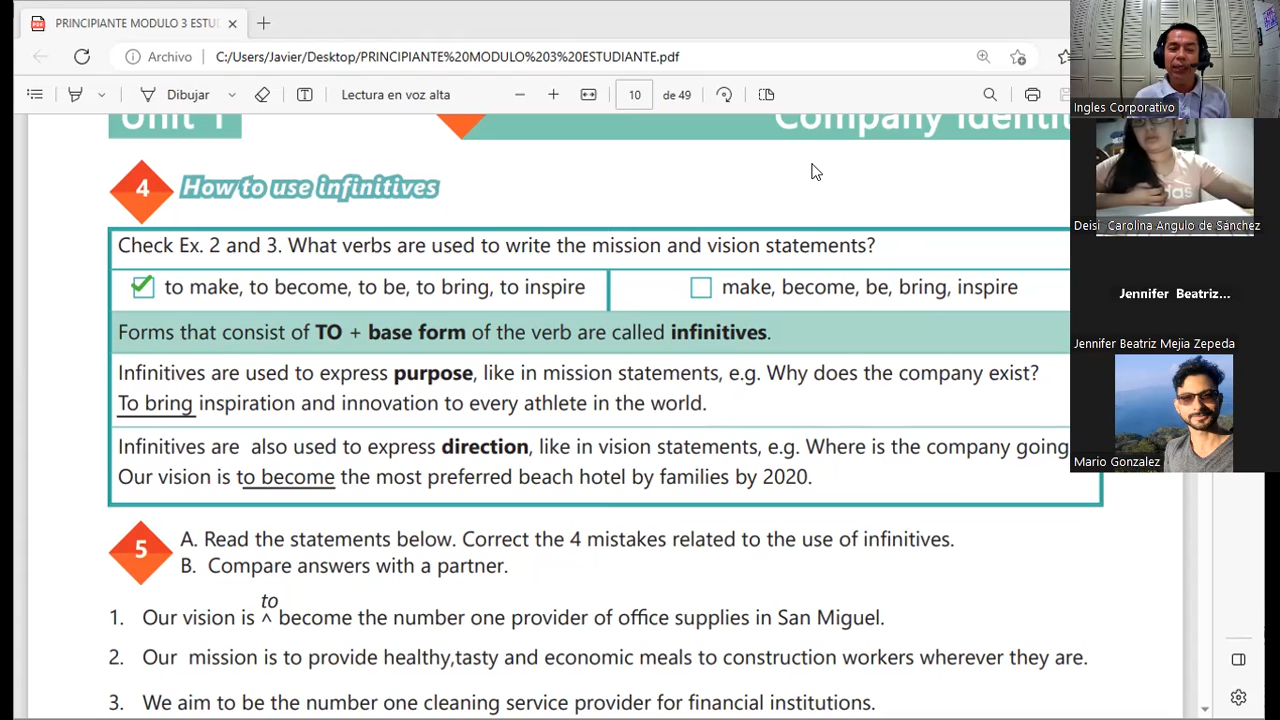 PRINCIPIANTE MODULO 3 ESTU
Archivo C:/Users/Javier/Desktop/PRINCIPIANTE%20MODULO%203%20ESTUDIANTE.pdf
Dibujar Lectura en voz alta 10 de 49
Unit 1 Company Identit
4 How to use infinitives
Check Ex. 2 and 3. What verbs are used to write the mission and vision statements?
to make, to become, to be, to bring, to inspire make, become, be, bring, inspire
Forms that consist of TO + base form of the verb are called infinitives.
Infinitives are used to express purpose, like in mission statements, e.g. Why does the company exist?
To bring inspiration and innovation to every athlete in the world.
Infinitives are also used to express direction, like in vision statements, e.g. Where is the company going
Our vision is to become the most preferred beach hotel by families by 2020.
5 A. Read the statements below. Correct the 4 mistakes related to the use of infinitives.
B. Compare answers with a partner.
to
1. Our vision is ^ become the number one provider of office supplies in San Miguel.
2. Our mission is to provide healthy,tasty and economic meals to construction workers wherever they are.
3. We aim to be the number one cleaning service provider for financial institutions.
Ingles Corporativo
Deisi Carolina Angulo de Sánchez
Jennifer Beatriz...
Jennifer Beatriz Mejia Zepeda
Mario Gonzalez